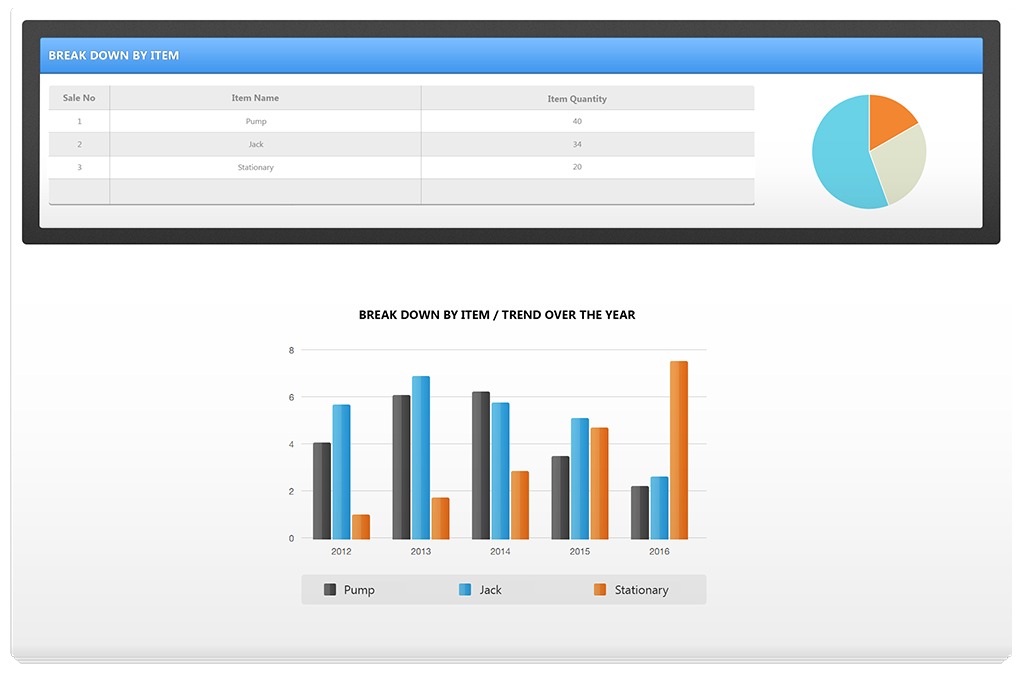 BREAK DOWN BY ITEM
Sale No Item Name Item Quantity
1 Pump 40
2 Jack 34
3 Stationary 20
BREAK DOWN BY ITEM / TREND OVER THE YEAR
8
6
4
2
0
2012 2013 2014 2015 2016
Pump Jack Stationary